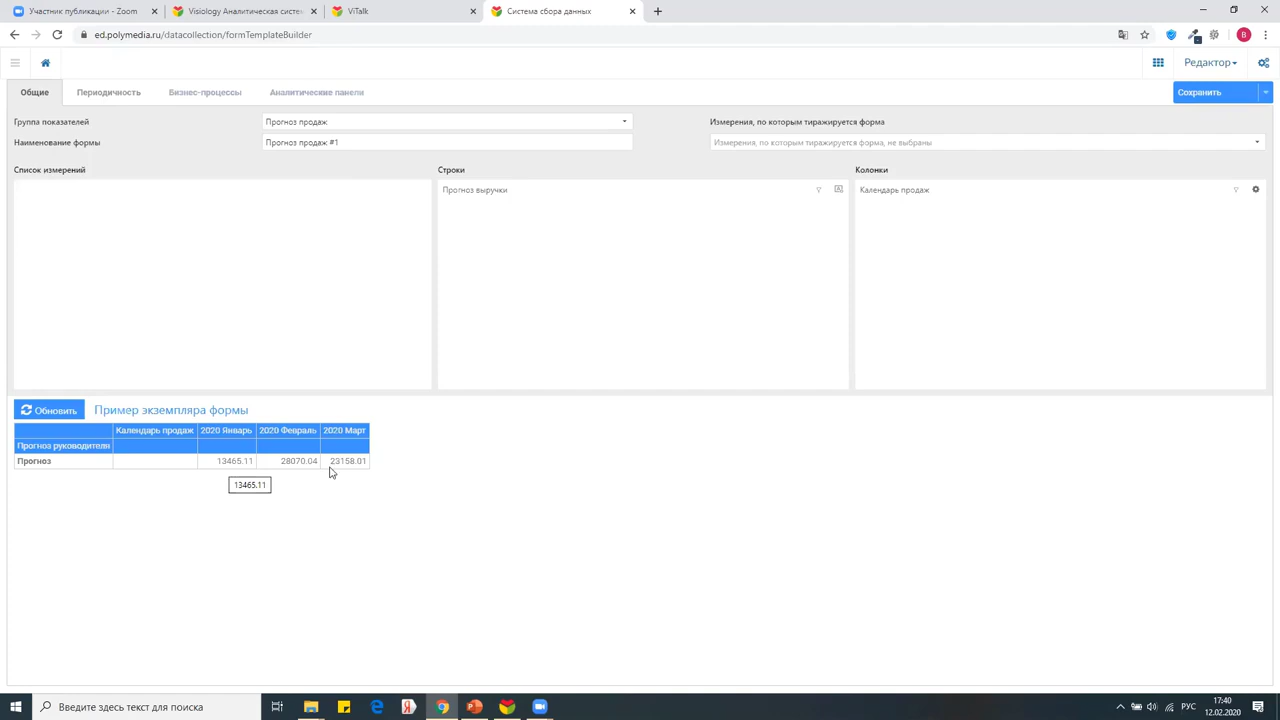 Участник публикации - Zoom
Visiology Аналитическая систем
ViTalk
Система сбора данных
ed.polymedia.ru/datacollection/formTemplateBuilder
B
Редактор
Общие
Периодичность
Бизнес-процессы
Аналитические панели
Сохранить
Группа показателей
Прогноз продаж
Измерения, по которым тиражируется форма
Наименование формы
Прогноз продаж #1
Измерения, по которым тиражируется форма, не выбраны
Список измерений
Строки
Колонки
Прогноз выручки
Календарь продаж
Обновить
Пример экземпляра формы
Календарь продаж 2020 Январь 2020 Февраль 2020 Март
Прогноз руководителя
Прогноз 13465.11 28070.04 23158.01
13465.11
Введите здесь текст для поиска
РУС
17:40
12.02.2020